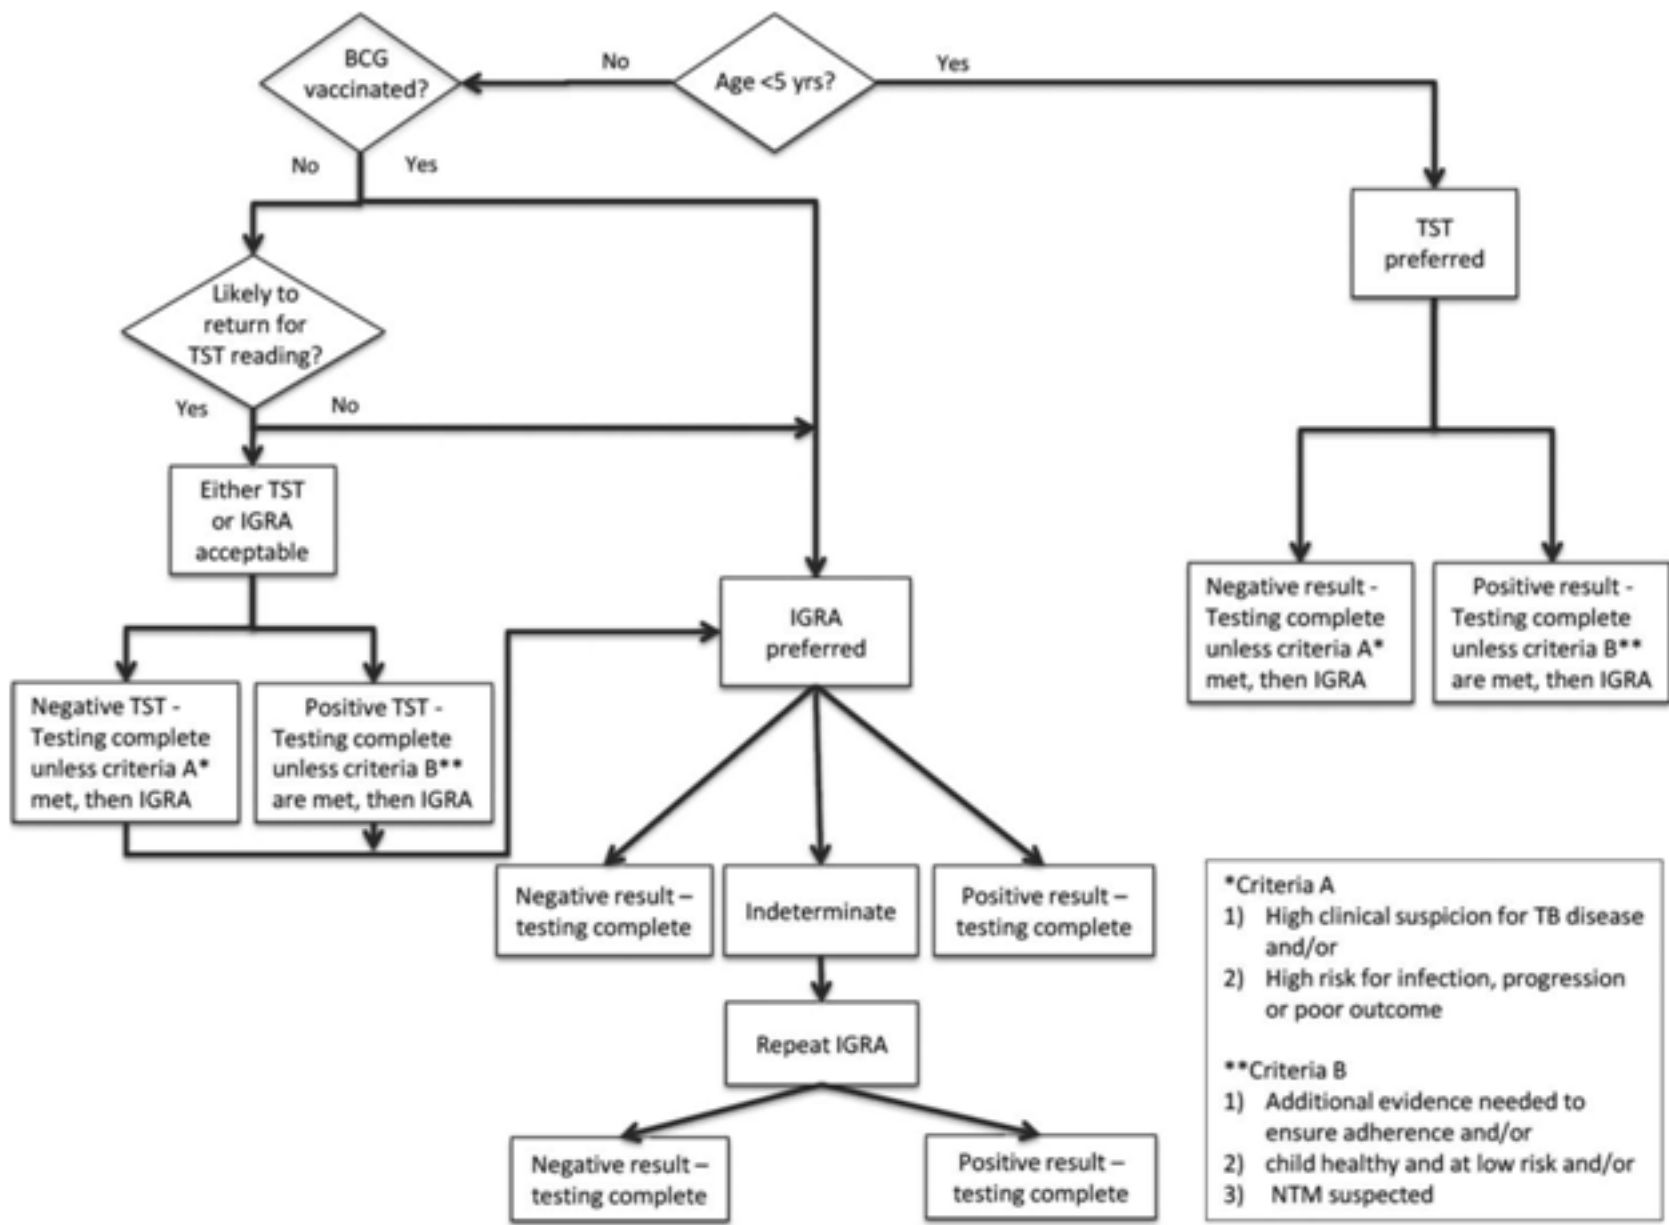 BCG
vaccinated?
No
Age <5 yrs?
Yes
No
Yes
TST
preferred
Likely to
return for
TST reading?
Yes
No
Either TST
or IGRA
acceptable
IGRA
preferred
Negative result -
Testing complete
unless criteria A*
met, then IGRA
Positive result -
Testing complete
unless criteria B**
are met, then IGRA
Negative TST -
Testing complete
unless criteria A*
met, then IGRA
Positive TST -
Testing complete
unless criteria B**
are met, then IGRA
Negative result –
testing complete
Indeterminate
Positive result –
testing complete
Repeat IGRA
Negative result –
testing complete
Positive result –
testing complete
*Criteria A
1) High clinical suspicion for TB disease
and/or
2) High risk for infection, progression
or poor outcome
**Criteria B
1) Additional evidence needed to
ensure adherence and/or
2) child healthy and at low risk and/or
3) NTM suspected